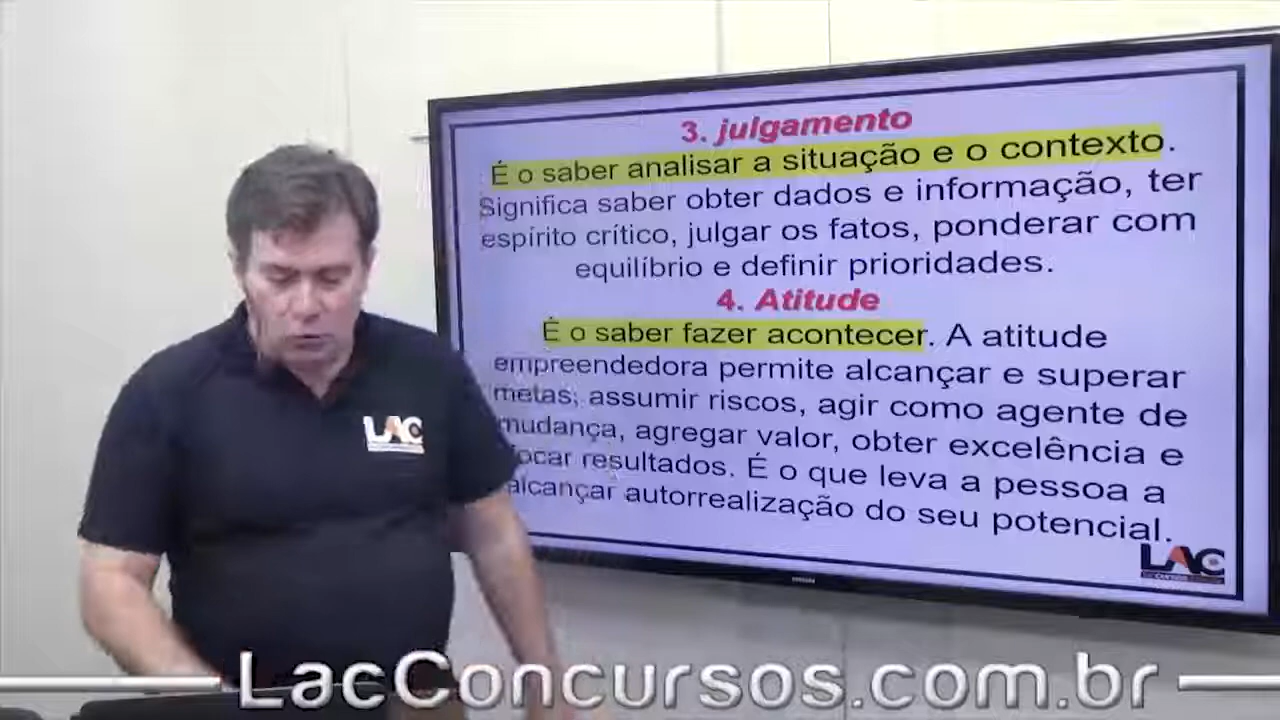 3. julgamento
É o saber analisar a situação e o contexto.
Significa saber obter dados e informação, ter
espírito crítico, julgar os fatos, ponderar com
equilíbrio e definir prioridades.
4. Atitude
É o saber fazer acontecer. A atitude
empreendedora permite alcançar e superar
metas, assumir riscos, agir como agente de
mudança, agregar valor, obter excelência e
ocar resultados. É o que leva a pessoa a
alcançar autorrealização do seu potencial.
LAC
LAC
CONCURSOS
LacConcursos.com.br